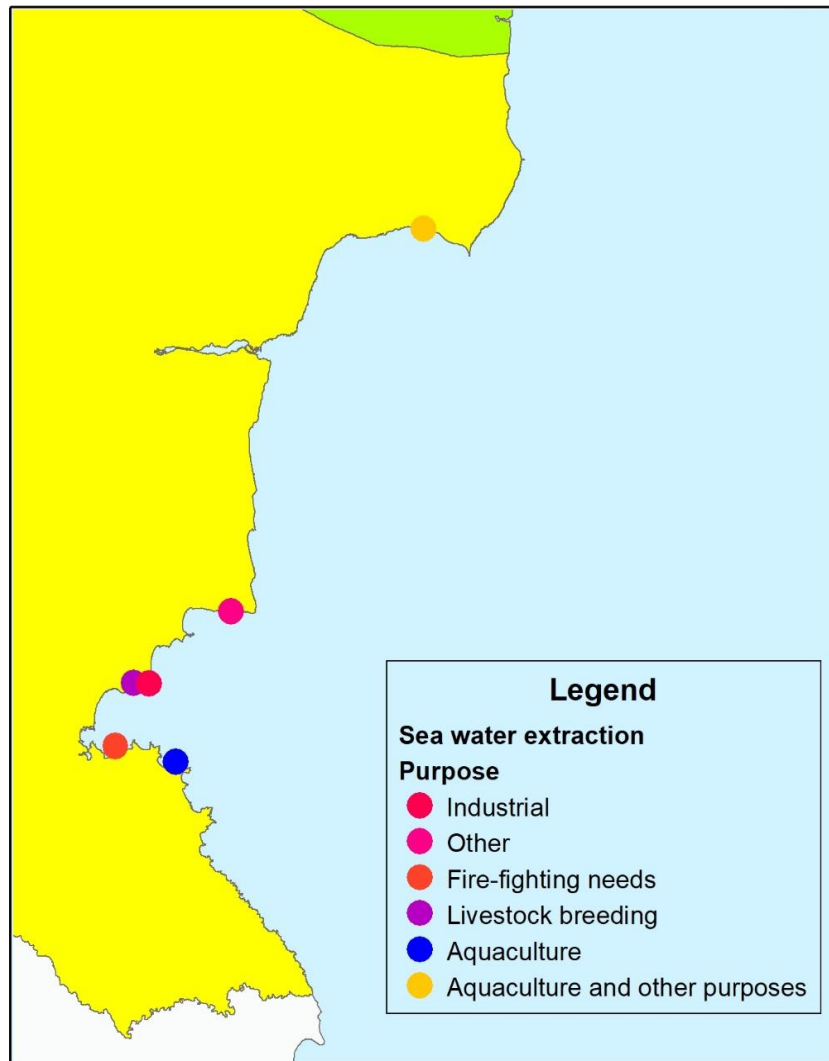 Legend
Sea water extraction
Purpose
Industrial
Other
Fire-fighting needs
Livestock breeding
Aquaculture
Aquaculture and other purposes